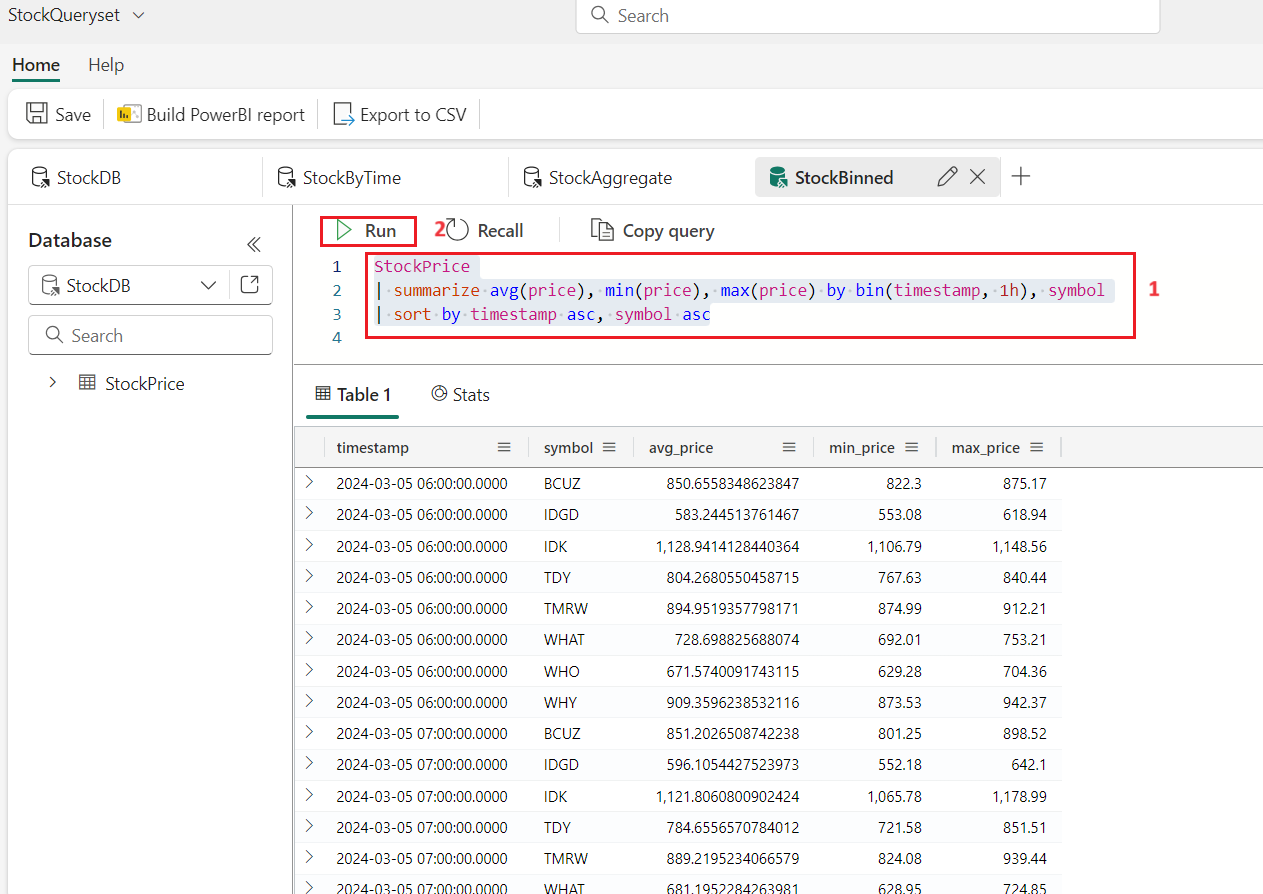 StockQueryset
Search
Home Help
Save Build PowerBI report Export to CSV
StockDB StockByTime StockAggregate StockBinned
Database
StockDB
Search
StockPrice
Run 2 Recall Copy query
1 StockPrice
2 | summarize avg(price), min(price), max(price) by bin(timestamp, 1h), symbol
3 | sort by timestamp asc, symbol asc
4
1
Table 1 Stats
timestamp symbol avg_price min_price max_price
2024-03-05 06:00:00.0000 BCUZ 850.6558348623847 822.3 875.17
2024-03-05 06:00:00.0000 IDGD 583.244513761467 553.08 618.94
2024-03-05 06:00:00.0000 IDK 1,128.9414128440364 1,106.79 1,148.56
2024-03-05 06:00:00.0000 TDY 804.2680550458715 767.63 840.44
2024-03-05 06:00:00.0000 TMRW 894.9519357798171 874.99 912.21
2024-03-05 06:00:00.0000 WHAT 728.698825688074 692.01 753.21
2024-03-05 06:00:00.0000 WHO 671.5740091743115 629.28 704.36
2024-03-05 06:00:00.0000 WHY 909.3596238532116 873.53 942.37
2024-03-05 07:00:00.0000 BCUZ 851.2026508742238 801.25 898.52
2024-03-05 07:00:00.0000 IDGD 596.1054427523973 552.18 642.1
2024-03-05 07:00:00.0000 IDK 1,121.8060800902424 1,065.78 1,178.99
2024-03-05 07:00:00.0000 TDY 784.6556570784012 721.58 851.51
2024-03-05 07:00:00.0000 TMRW 889.2195234066579 824.08 939.44
2024-03-05 07:00:00.0000 WHAT 681.1952284263981 628.95 724.85